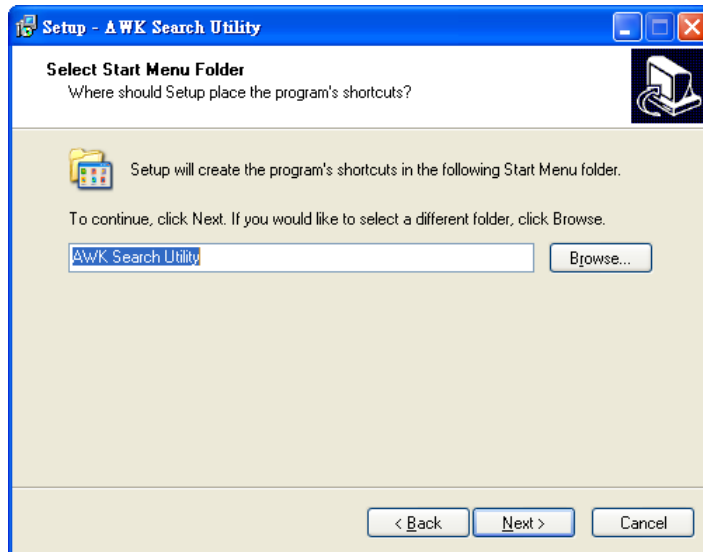 Setup - AWK Search Utility
Select Start Menu Folder
Where should Setup place the program's shortcuts?
Setup will create the program's shortcuts in the following Start Menu folder.
To continue, click Next. If you would like to select a different folder, click Browse.
AWK Search Utility
Browse...
< Back
Next >
Cancel